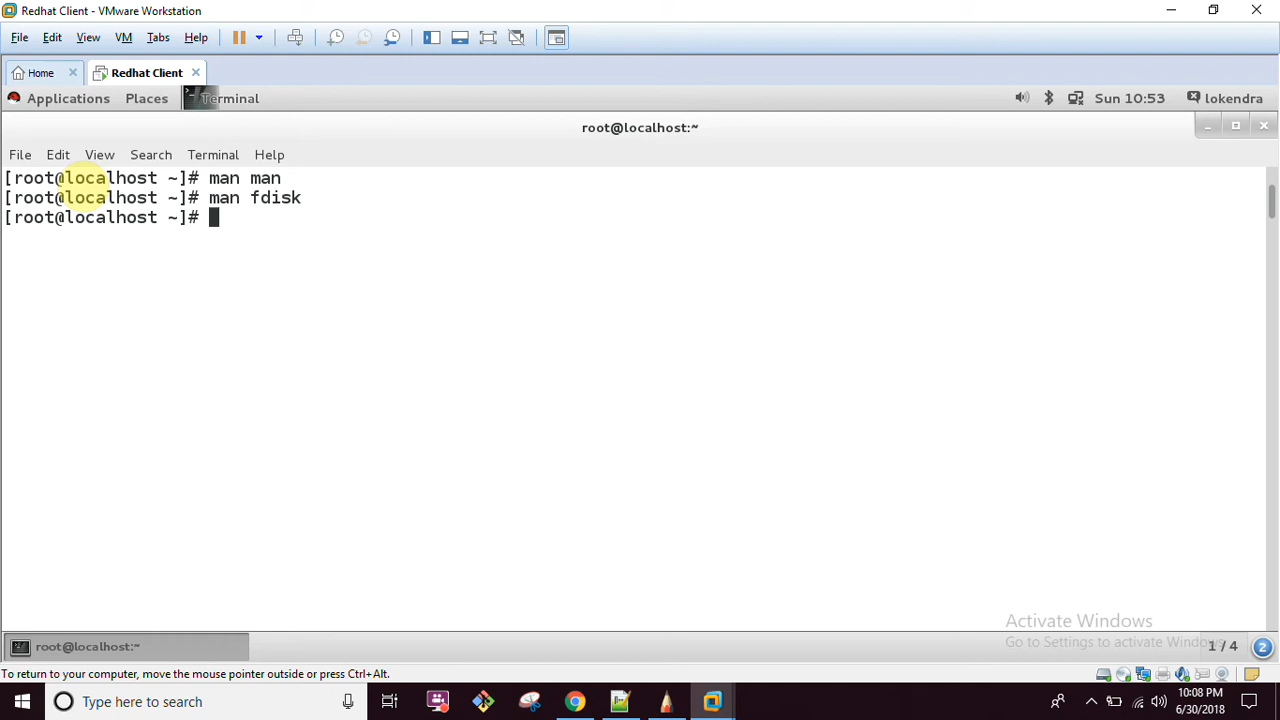 Redhat Client - VMware Workstation
File Edit View VM Tabs Help
Home Redhat Client
Applications Places Terminal Sun 10:53 lokendra
root@localhost:~
File Edit View Search Terminal Help
[root@localhost ~]# man man
[root@localhost ~]# man fdisk
[root@localhost ~]#
Activate Windows
Go to Settings to activate Windows.
root@localhost:~ 1 / 4 2
To return to your computer, move the mouse pointer outside or press Ctrl+Alt.
Type here to search
10:08 PM
6/30/2018